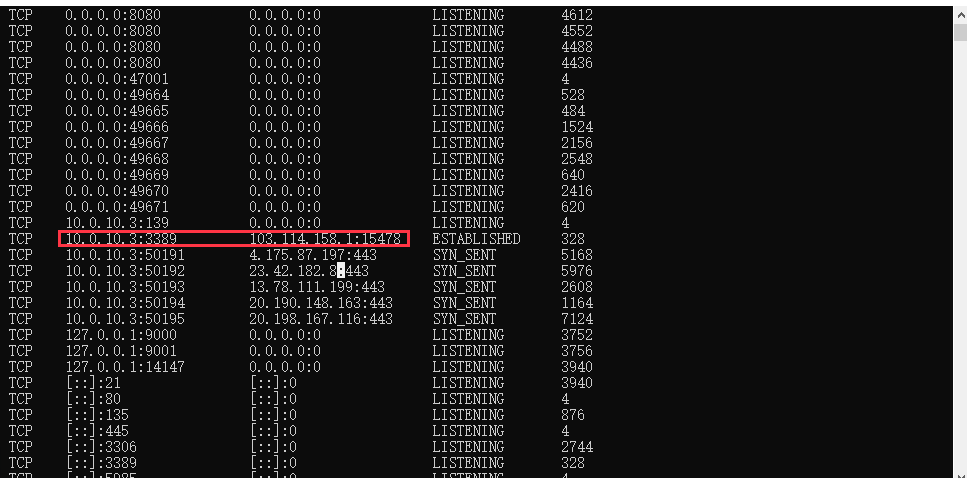 TCP 0.0.0.0:8080 0.0.0.0:0 LISTENING 4612
TCP 0.0.0.0:8080 0.0.0.0:0 LISTENING 4552
TCP 0.0.0.0:8080 0.0.0.0:0 LISTENING 4488
TCP 0.0.0.0:8080 0.0.0.0:0 LISTENING 4436
TCP 0.0.0.0:47001 0.0.0.0:0 LISTENING 4
TCP 0.0.0.0:49664 0.0.0.0:0 LISTENING 528
TCP 0.0.0.0:49665 0.0.0.0:0 LISTENING 484
TCP 0.0.0.0:49666 0.0.0.0:0 LISTENING 1524
TCP 0.0.0.0:49667 0.0.0.0:0 LISTENING 2156
TCP 0.0.0.0:49668 0.0.0.0:0 LISTENING 2548
TCP 0.0.0.0:49669 0.0.0.0:0 LISTENING 640
TCP 0.0.0.0:49670 0.0.0.0:0 LISTENING 2416
TCP 0.0.0.0:49671 0.0.0.0:0 LISTENING 620
TCP 10.0.10.3:139 0.0.0.0:0 LISTENING 4
TCP 10.0.10.3:3389 103.114.158.1:15478 ESTABLISHED 328
TCP 10.0.10.3:50191 4.175.87.197:443 SYN_SENT 5168
TCP 10.0.10.3:50192 23.42.182.8:443 SYN_SENT 5976
TCP 10.0.10.3:50193 13.78.111.199:443 SYN_SENT 2608
TCP 10.0.10.3:50194 20.190.148.163:443 SYN_SENT 1164
TCP 10.0.10.3:50195 20.198.167.116:443 SYN_SENT 7124
TCP 127.0.0.1:9000 0.0.0.0:0 LISTENING 3752
TCP 127.0.0.1:9001 0.0.0.0:0 LISTENING 3756
TCP 127.0.0.1:14147 0.0.0.0:0 LISTENING 3940
TCP [::]:21 [::]:0 LISTENING 3940
TCP [::]:80 [::]:0 LISTENING 4
TCP [::]:135 [::]:0 LISTENING 876
TCP [::]:445 [::]:0 LISTENING 4
TCP [::]:3306 [::]:0 LISTENING 2744
TCP [::]:3389 [::]:0 LISTENING 328
TCP [::]:5985 [::]:0 LISTENING 4